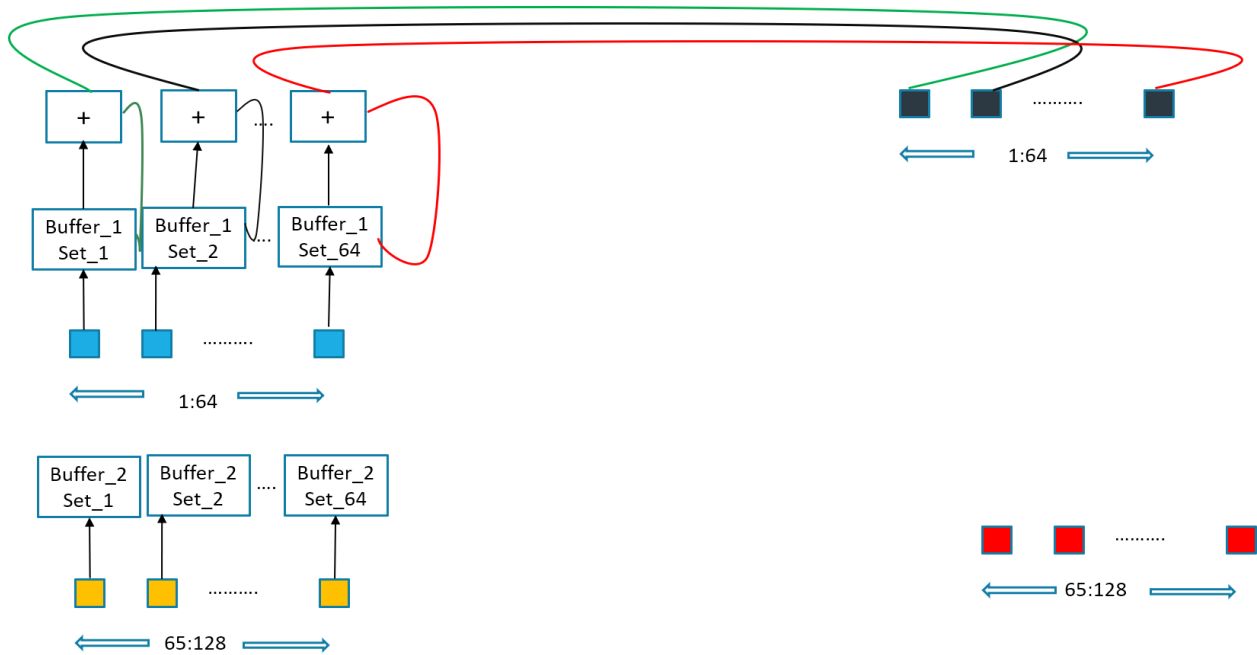 +
+
....
+
..........
1:64
Buffer_1
Set_1
Buffer_1
Set_2
....
Buffer_1
Set_64
..........
1:64
Buffer_2
Set_1
Buffer_2
Set_2
....
Buffer_2
Set_64
..........
65:128
..........
65:128